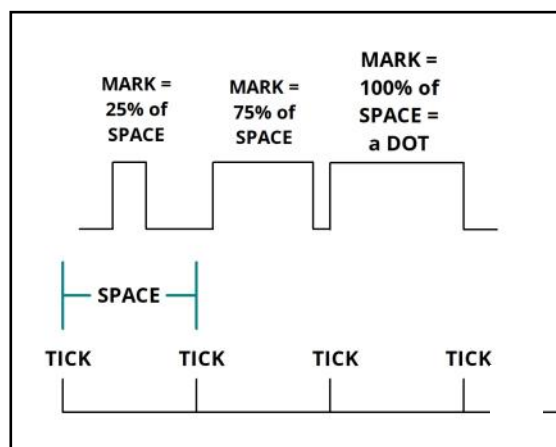 MARK =
25% of
SPACE
MARK =
75% of
SPACE
MARK =
100% of
SPACE =
a DOT
SPACE
TICK TICK TICK TICK